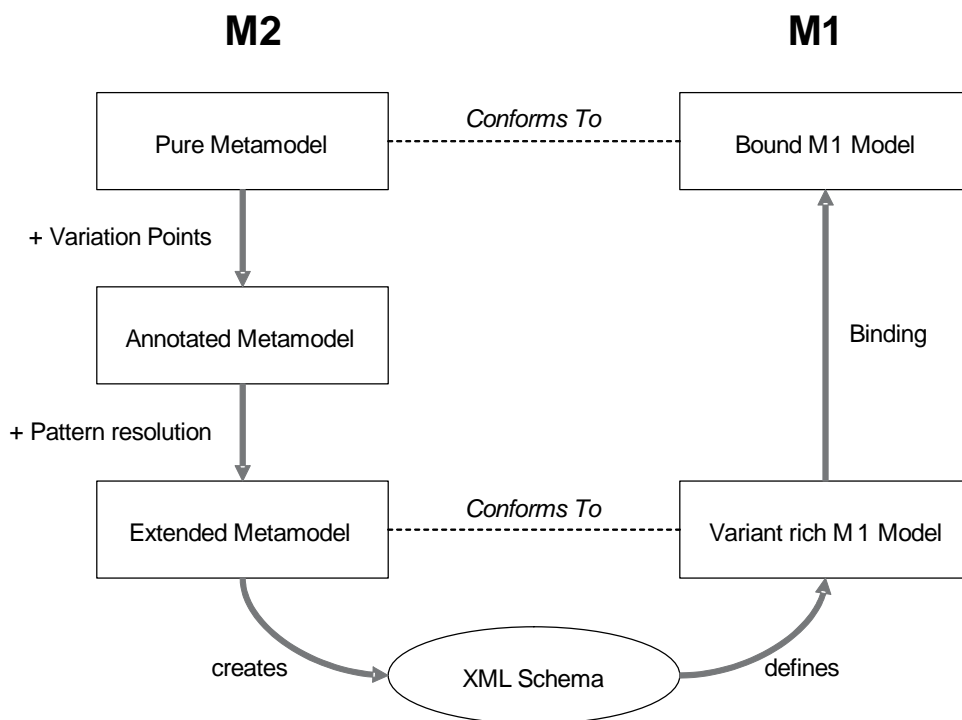 M2
M1
Pure Metamodel
Conforms To
Bound M1 Model
+ Variation Points
Annotated Metamodel
Binding
+ Pattern resolution
Extended Metamodel
Conforms To
Variant rich M1 Model
creates
XML Schema
defines